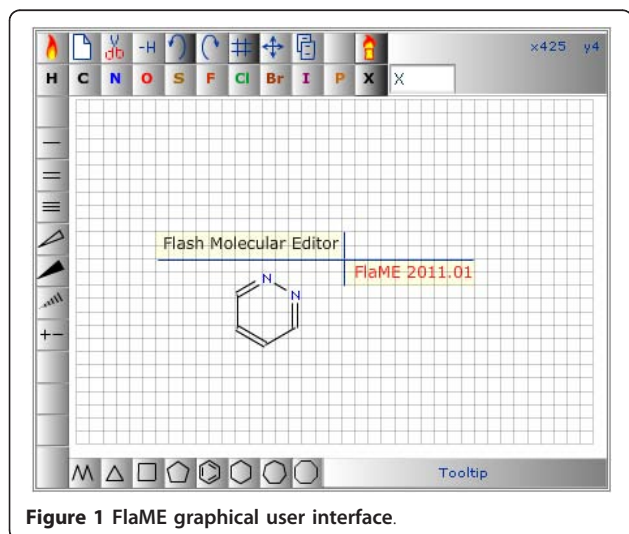 -H
x425 y4
H C N O S F Cl Br I P X X
Flash Molecular Editor
FlaME 2011.01
N
N
+−
Tooltip
Figure 1 FlaME graphical user interface.